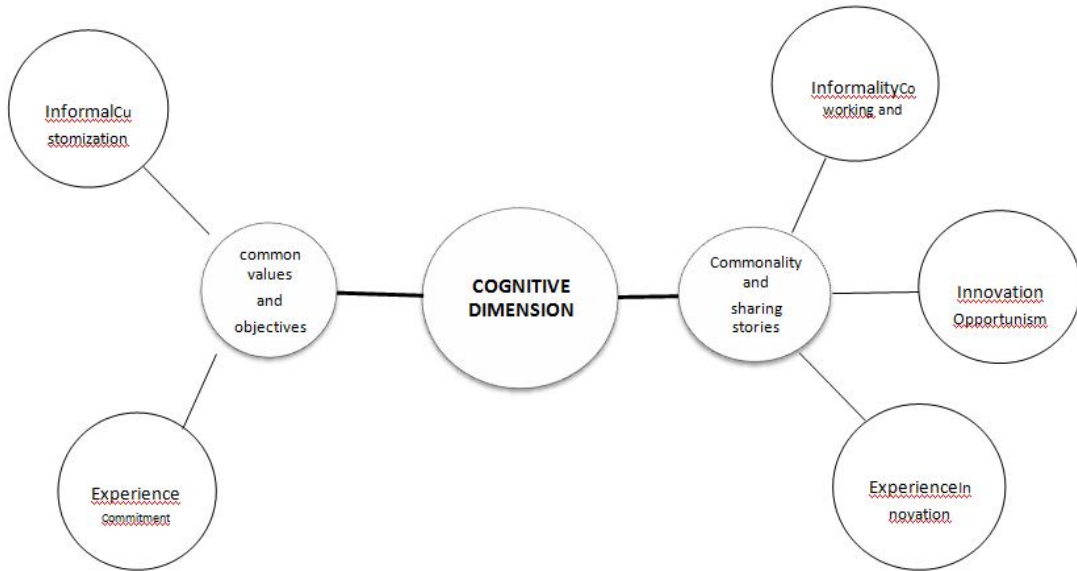 InformalCu
stomization
InformalityCo
working and
common
values
and
objectives
COGNITIVE
DIMENSION
Commonality
and
sharing
stories
Innovation
Opportunism
Experience
Commitment
ExperienceIn
novation